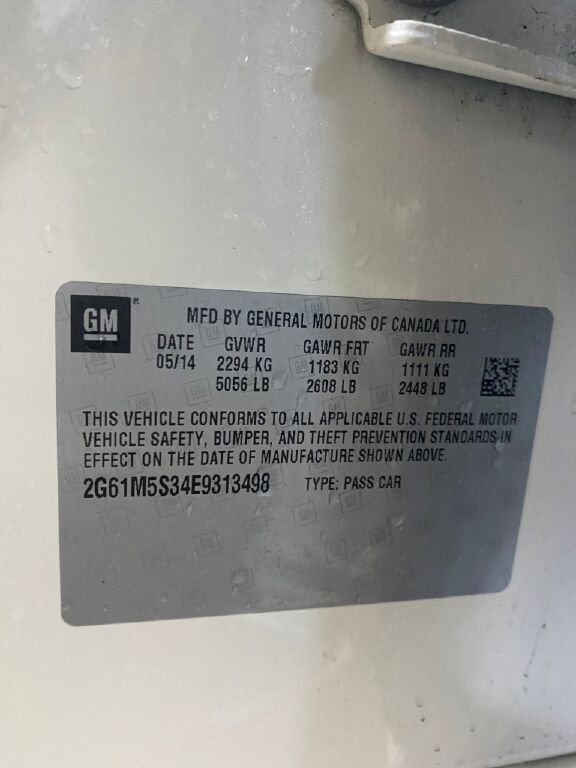 GM
MFD BY GENERAL MOTORS OF CANADA LTD.
DATE GVWR GAWR FRT GAWR RR
05/14 2294 KG 1183 KG 1111 KG
5056 LB 2608 LB 2448 LB
THIS VEHICLE CONFORMS TO ALL APPLICABLE U.S. FEDERAL MOTOR
VEHICLE SAFETY, BUMPER, AND THEFT PREVENTION STANDARDS IN
EFFECT ON THE DATE OF MANUFACTURE SHOWN ABOVE.
2G61M5S34E9313498 TYPE: PASS CAR